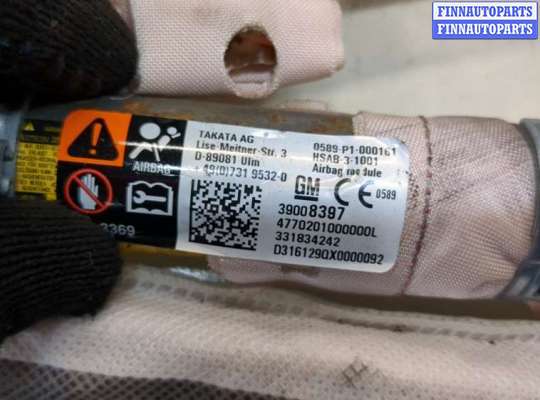 FINNAUTOPARTS
FINNAUTOPARTS
TAKATA AG
Lise-Meitner-Str. 3
D-89081 Ulm
+49(0)731 9532-0
0589-P1-000161
HSAB-3-1001
Airbag module
AIRBAG
GM CE 0589
39008397
4770201000000L
331834242
D316129QX0000092
3369